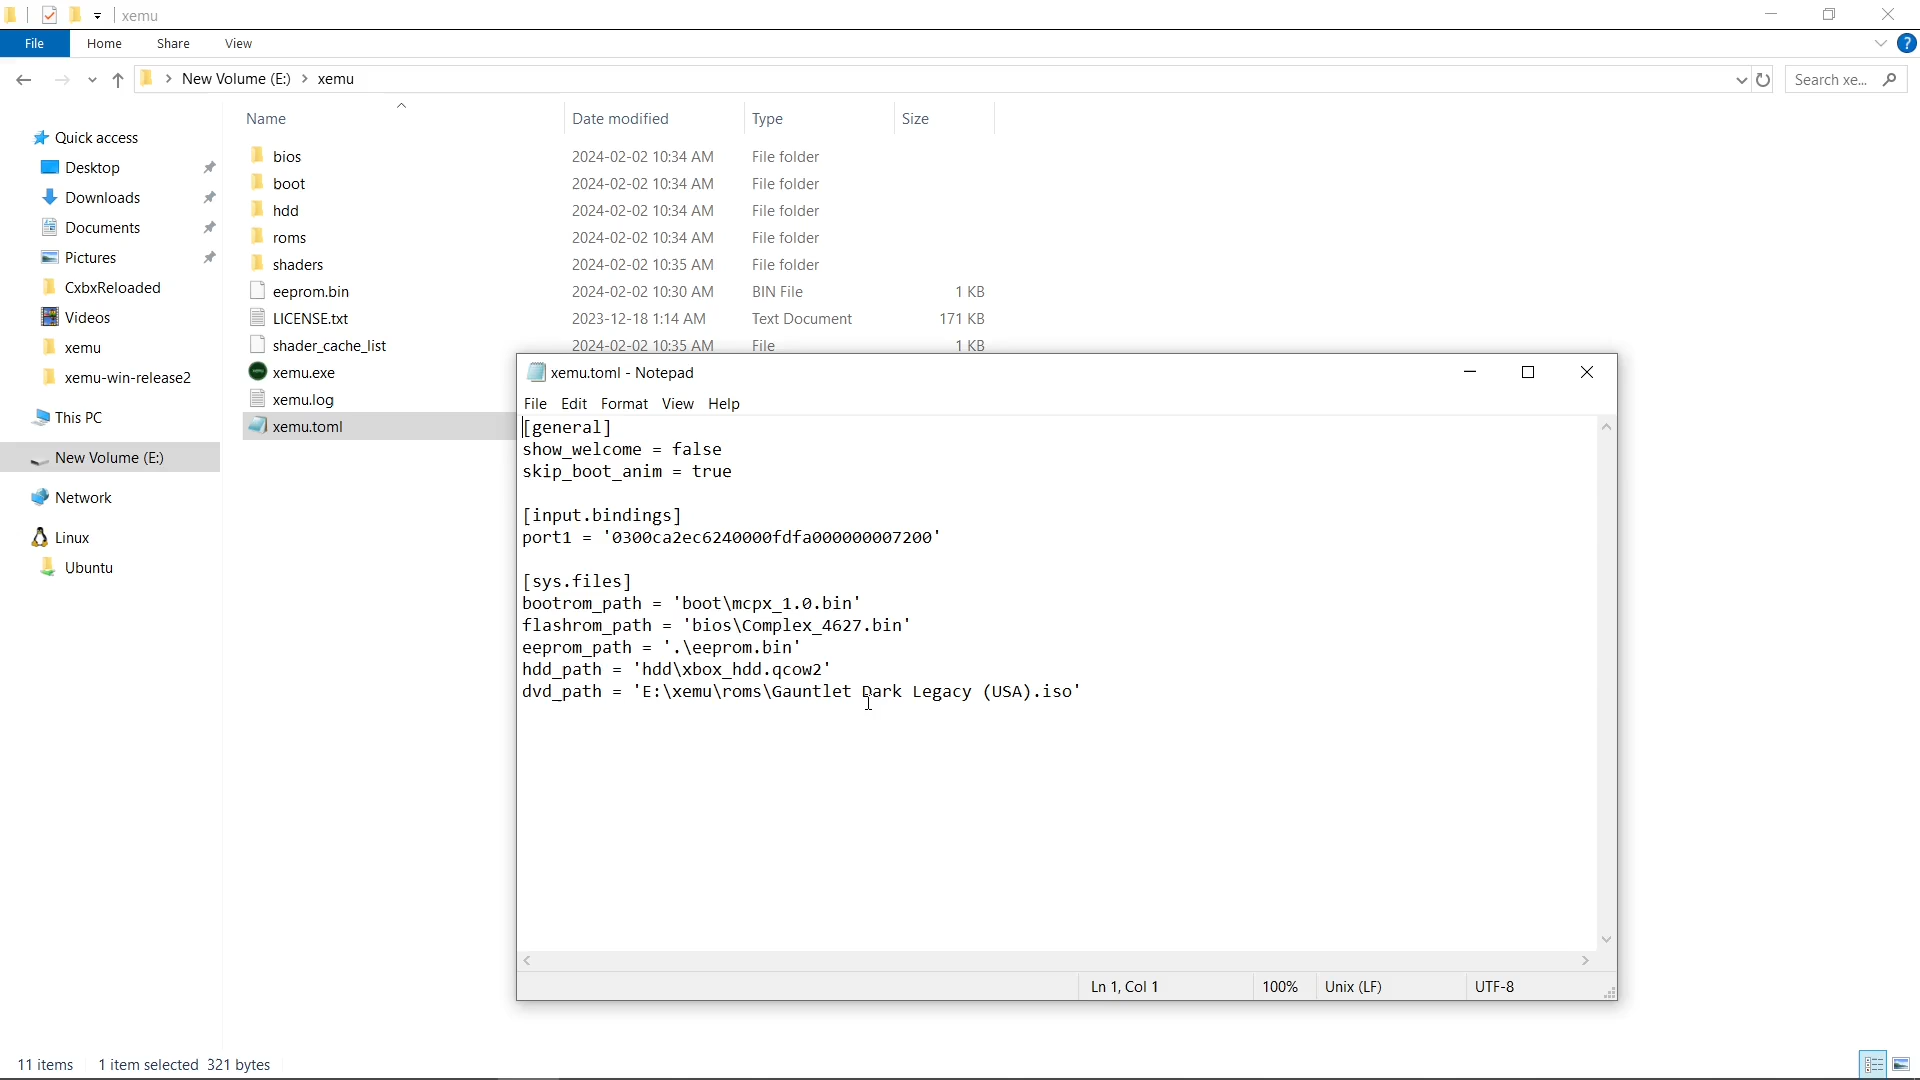 xemu
File Home Share View
New Volume (E:) xemu
Search xe...
Name Date modified Type Size
Quick access
Desktop
Downloads
Documents
Pictures
CxbxReloaded
Videos
xemu
xemu-win-release2
This PC
New Volume (E:)
Network
Linux
Ubuntu
bios 2024-02-02 10:34 AM File folder
boot 2024-02-02 10:34 AM File folder
hdd 2024-02-02 10:34 AM File folder
roms 2024-02-02 10:34 AM File folder
shaders 2024-02-02 10:35 AM File folder
eeprom.bin 2024-02-02 10:30 AM BIN File 1 KB
LICENSE.txt 2023-12-18 1:14 AM Text Document 171 KB
shader_cache_list 2024-02-02 10:35 AM File 1 KB
xemu.exe
xemu.log
xemu.toml
xemu.toml - Notepad
File Edit Format View Help
[general]
show_welcome = false
skip_boot_anim = true
[input.bindings]
port1 = '0300ca2ec6240000fdfa000000007200'
[sys.files]
bootrom_path = 'boot\mcpx_1.0.bin'
flashrom_path = 'bios\Complex_4627.bin'
eeprom_path = '.\eeprom.bin'
hdd_path = 'hdd\xbox_hdd.qcow2'
dvd_path = 'E:\xemu\roms\Gauntlet Dark Legacy (USA).iso'
Ln 1, Col 1 100% Unix (LF) UTF-8
11 items 1 item selected 321 bytes